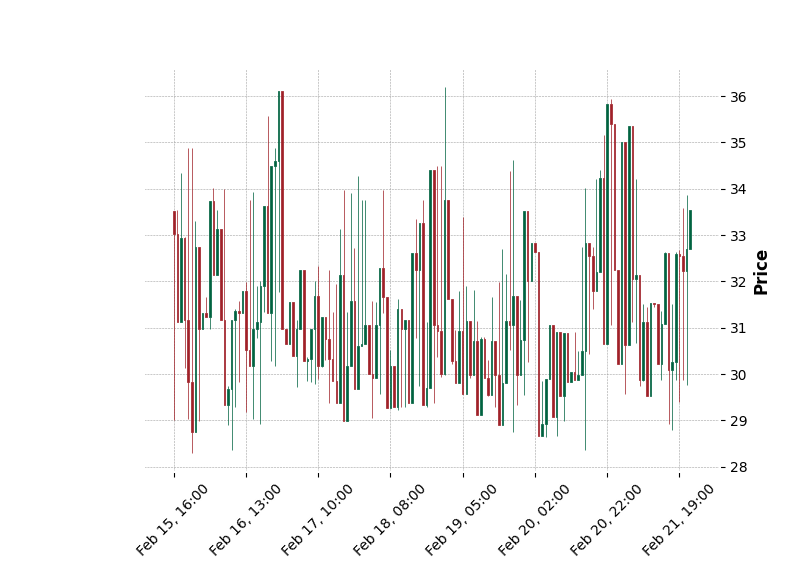 36
35
34
33
32
31
30
29
28
Price
Feb 15, 16:00
Feb 16, 13:00
Feb 17, 10:00
Feb 18, 08:00
Feb 19, 05:00
Feb 20, 02:00
Feb 20, 22:00
Feb 21, 19:00